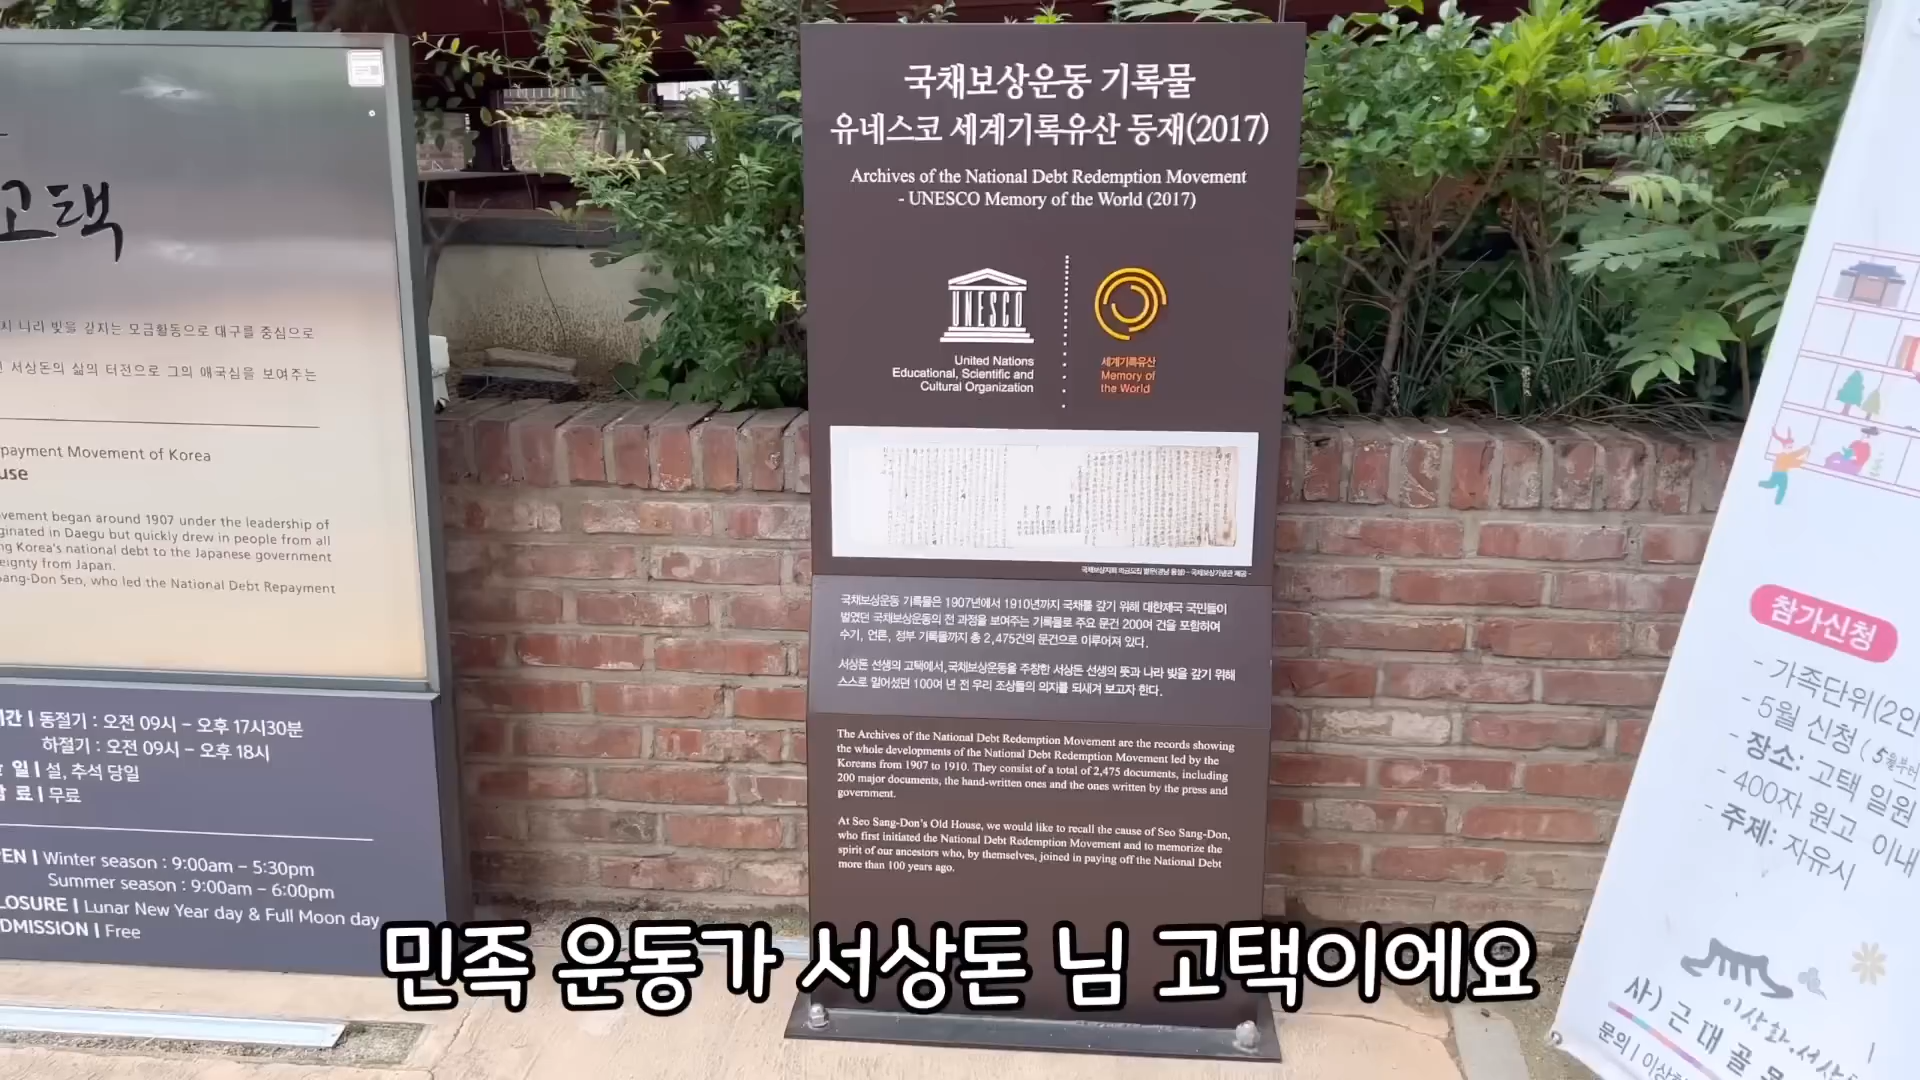 고택
나라 빚을 갚자는 모금활동으로 대구를 중심으로
서상돈의 삶의 터전으로 그의 애국심을 보여주는
payment Movement of Korea
use
vement began around 1907 under the leadership of
ginated in Daegu but quickly drew in people from all
ng Korea's national debt to the Japanese government
eignty from Japan.
Sang-Don Seo, who led the National Debt Repayment
간 | 동절기 : 오전 09시 – 오후 17시30분
하절기 : 오전 09시 – 오후 18시
일 | 설, 추석 당일
료 | 무료
PEN | Winter season : 9:00am – 5:30pm
Summer season : 9:00am – 6:00pm
LOSURE | Lunar New Year day & Full Moon day
DMISSION | Free
국채보상운동 기록물
유네스코 세계기록유산 등재(2017)
Archives of the National Debt Redemption Movement
- UNESCO Memory of the World (2017)
UNESCO
United Nations
Educational, Scientific and
Cultural Organization
세계기록유산
Memory of
the World
국채보상운동 기록물은 1907년에서 1910년까지 국채를 갚기 위해 대한제국 국민들이
벌였던 국채보상운동의 전 과정을 보여주는 기록물로 주요 문건 200여 건을 포함하여
수기, 언론, 정부 기록물까지 총 2,475건의 문건으로 이루어져 있다.
서상돈 선생의 고택에서, 국채보상운동을 주창한 서상돈 선생의 뜻과 나라 빚을 갚기 위해
스스로 일어섰던 100여 년 전 우리 조상들의 의지를 되새겨 보고자 한다.
The Archives of the National Debt Redemption Movement are the records showing
the whole developments of the National Debt Redemption Movement led by the
Koreans from 1907 to 1910. They consist of a total of 2,475 documents, including
200 major documents, the hand-written ones and the ones written by the press and
government.
At Seo Sang-Don's Old House, we would like to recall the cause of Seo Sang-Don,
who first initiated the National Debt Redemption Movement and to memorize the
spirit of our ancestors who, by themselves, joined in paying off the National Debt
more than 100 years ago.
참가신청
- 가족단위(2인
- 5월 신청 ( 5월부터
- 장소: 고택 일원
- 400자 원고 이내
- 주제: 자유시
이상화·서상
사) 근대골목
문의 | 이상화
민족 운동가 서상돈 님 고택이에요